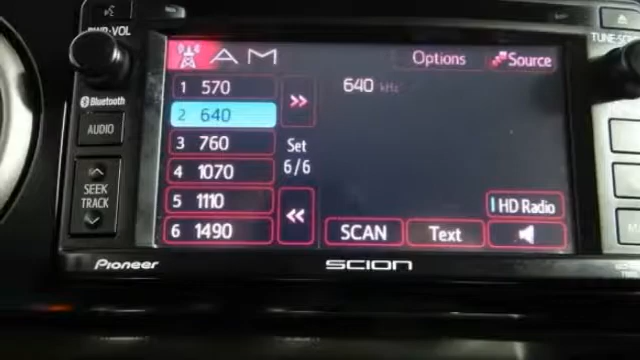 PWR·VOL
TUNE·SC
AM
Options
Source
1 570
2 640
3 760
4 1070
5 1110
6 1490
>>
Set
6/6
<<
640 kHz
HD Radio
SCAN
Text
Bluetooth
AUDIO
SEEK
TRACK
Pioneer
SCION